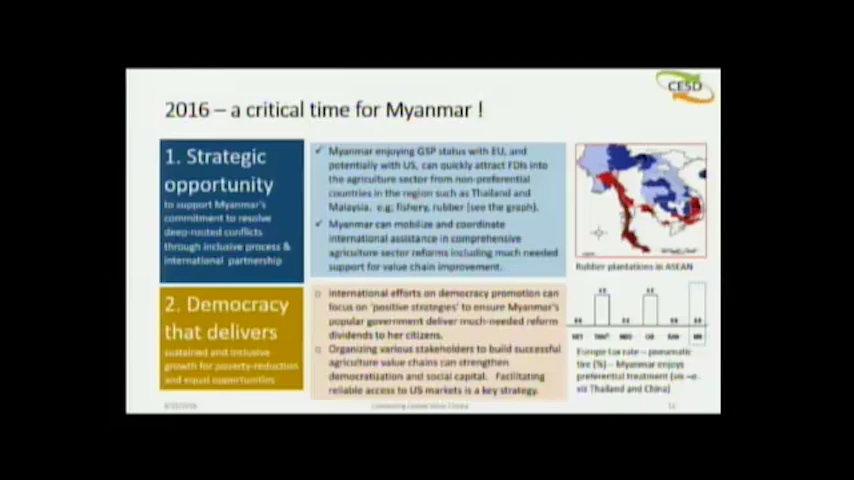 CESD
2016 – a critical time for Myanmar !
1. Strategic
opportunity
to support Myanmar's
commitment to resolve
deep-rooted conflicts
through inclusive process &
international partnership
✓ Myanmar enjoying GSP status with EU, and
potentially with US, can quickly attract FDIs into
the agriculture sector from non-preferential
countries in the region such as Thailand and
Malaysia. e.g; fishery, rubber (see the graph).
✓ Myanmar can mobilize and coordinate
international assistance in comprehensive
agriculture sector reforms including much needed
support for value chain improvement.
Rubber plantations in ASEAN
2. Democracy
that delivers
sustained and inclusive
growth for poverty-reduction
and equal opportunities
o International efforts on democracy promotion can
focus on 'positive strategies' to ensure Myanmar's
popular government deliver much-needed reform
dividends to her citizens.
o Organizing various stakeholders to build successful
agriculture value chains can strengthen
democratization and social capital. Facilitating
reliable access to US markets is a key strategy.
Europe tax rate – pneumatic
tire (%) – Myanmar enjoys
preferential treatment
vis Thailand and China)